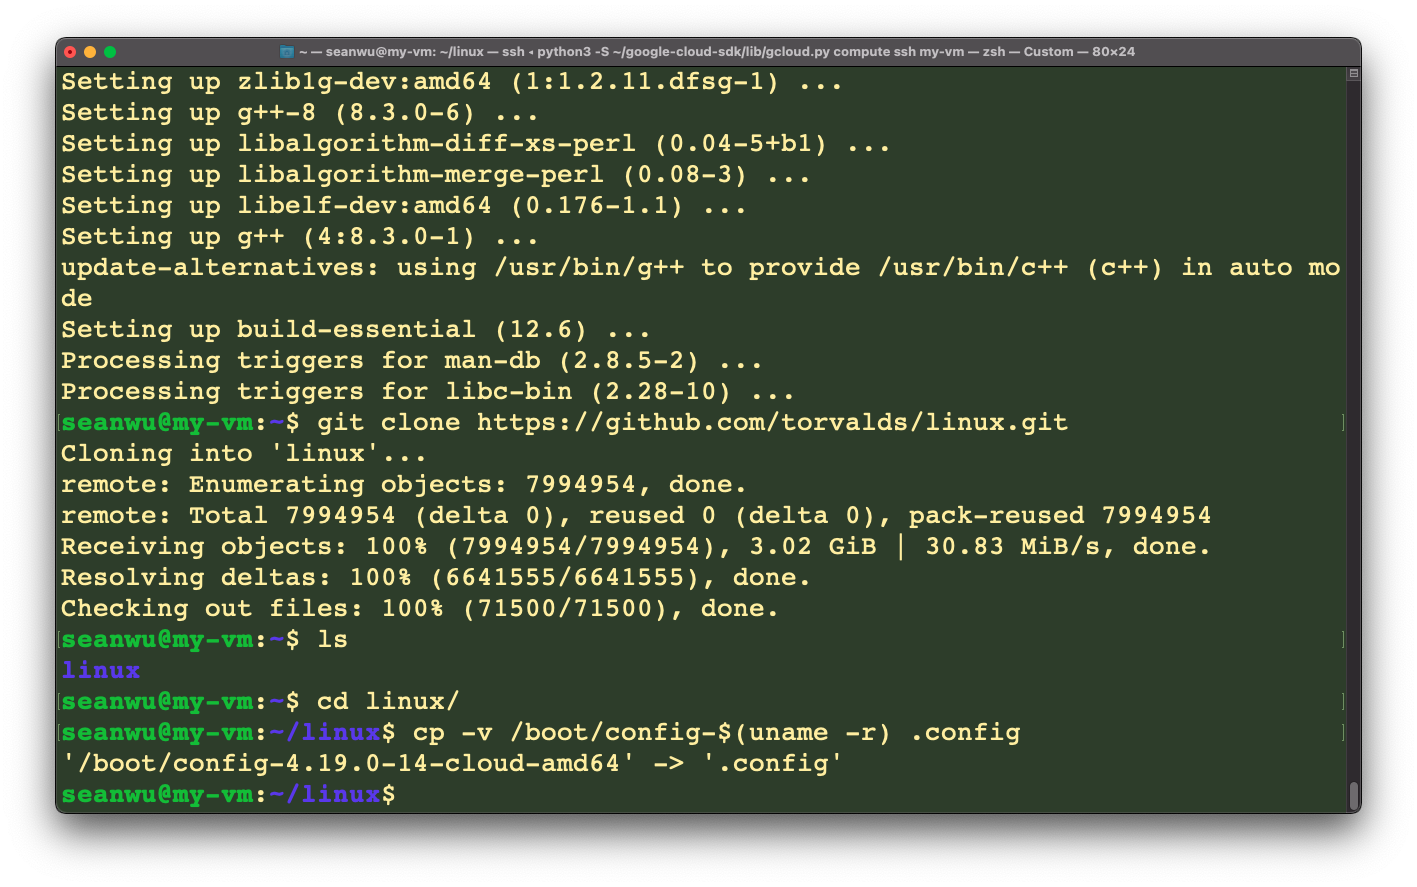 ~ — seanwu@my-vm: ~/linux — ssh ◂ python3 -S ~/google-cloud-sdk/lib/gcloud.py compute ssh my-vm — zsh — Custom — 80×24
Setting up zlib1g-dev:amd64 (1:1.2.11.dfsg-1) ...
Setting up g++-8 (8.3.0-6) ...
Setting up libalgorithm-diff-xs-perl (0.04-5+b1) ...
Setting up libalgorithm-merge-perl (0.08-3) ...
Setting up libelf-dev:amd64 (0.176-1.1) ...
Setting up g++ (4:8.3.0-1) ...
update-alternatives: using /usr/bin/g++ to provide /usr/bin/c++ (c++) in auto mo
de
Setting up build-essential (12.6) ...
Processing triggers for man-db (2.8.5-2) ...
Processing triggers for libc-bin (2.28-10) ...
seanwu@my-vm:~$ git clone https://github.com/torvalds/linux.git
Cloning into 'linux'...
remote: Enumerating objects: 7994954, done.
remote: Total 7994954 (delta 0), reused 0 (delta 0), pack-reused 7994954
Receiving objects: 100% (7994954/7994954), 3.02 GiB | 30.83 MiB/s, done.
Resolving deltas: 100% (6641555/6641555), done.
Checking out files: 100% (71500/71500), done.
seanwu@my-vm:~$ ls
linux
seanwu@my-vm:~$ cd linux/
seanwu@my-vm:~/linux$ cp -v /boot/config-$(uname -r) .config
'/boot/config-4.19.0-14-cloud-amd64' -> '.config'
seanwu@my-vm:~/linux$